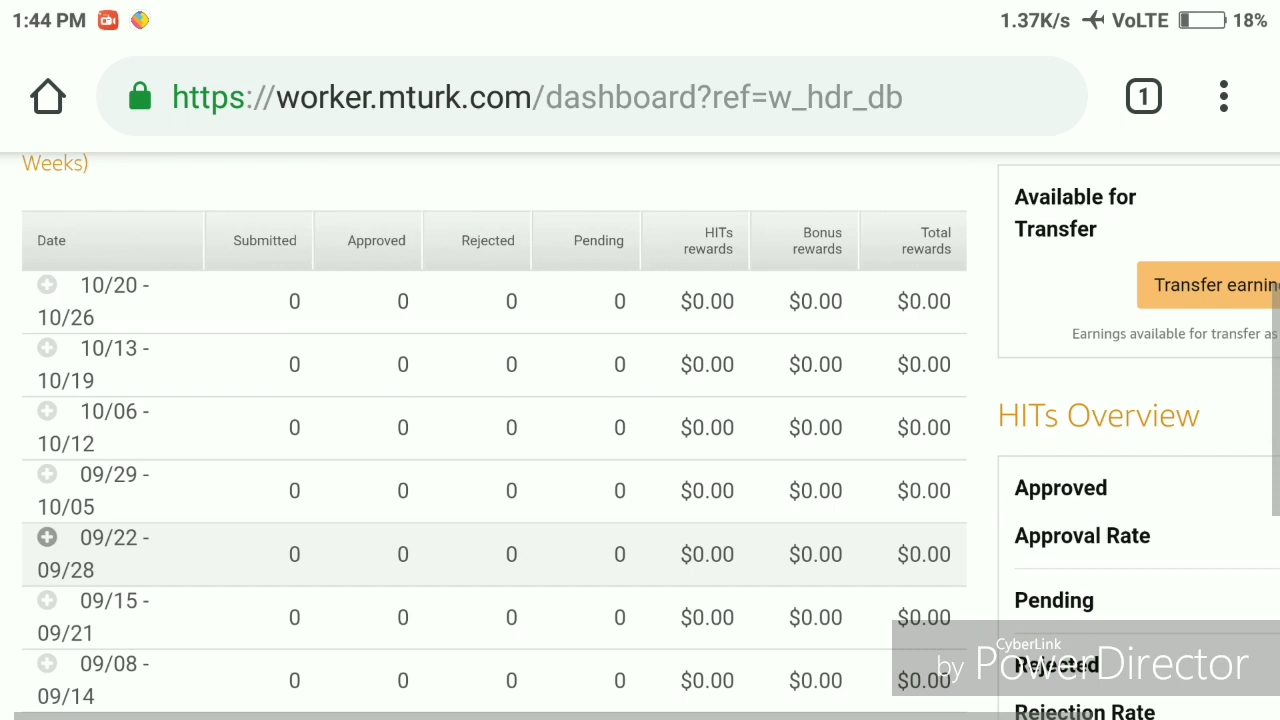 1:44 PM
1.37K/s VoLTE 18%
https://worker.mturk.com/dashboard?ref=w_hdr_db
1
Weeks)
Date Submitted Approved Rejected Pending HITs rewards Bonus rewards Total rewards
10/20 - 10/26 0 0 0 0 $0.00 $0.00 $0.00
10/13 - 10/19 0 0 0 0 $0.00 $0.00 $0.00
10/06 - 10/12 0 0 0 0 $0.00 $0.00 $0.00
09/29 - 10/05 0 0 0 0 $0.00 $0.00 $0.00
09/22 - 09/28 0 0 0 0 $0.00 $0.00 $0.00
09/15 - 09/21 0 0 0 0 $0.00 $0.00 $0.00
09/08 - 09/14 0 0 0 0 $0.00 $0.00 $0.00
Available for
Transfer
Transfer earnin
Earnings available for transfer as
HITs Overview
Approved
Approval Rate
Pending
Rejected
Rejection Rate
CyberLink
by PowerDirector